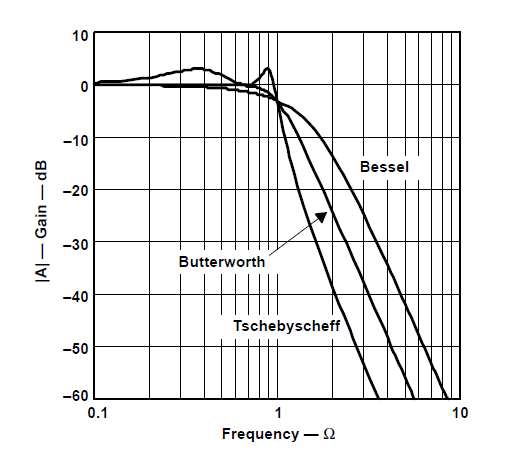 10
0
–10
–20
–30
–40
–50
–60
|A| — Gain — dB
Bessel
Butterworth
Tschebyscheff
0.1
1
10
Frequency — Ω